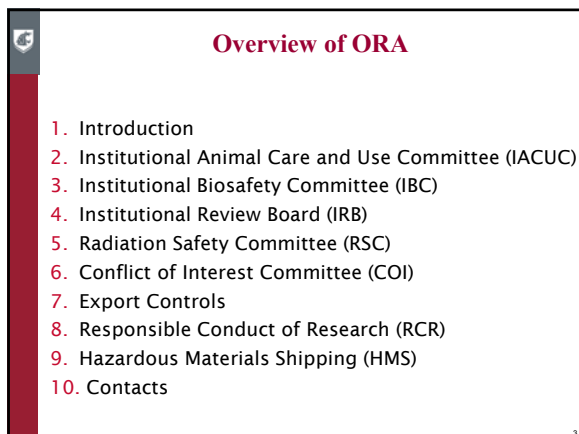 Overview of ORA
1. Introduction
2. Institutional Animal Care and Use Committee (IACUC)
3. Institutional Biosafety Committee (IBC)
4. Institutional Review Board (IRB)
5. Radiation Safety Committee (RSC)
6. Conflict of Interest Committee (COI)
7. Export Controls
8. Responsible Conduct of Research (RCR)
9. Hazardous Materials Shipping (HMS)
10. Contacts
3